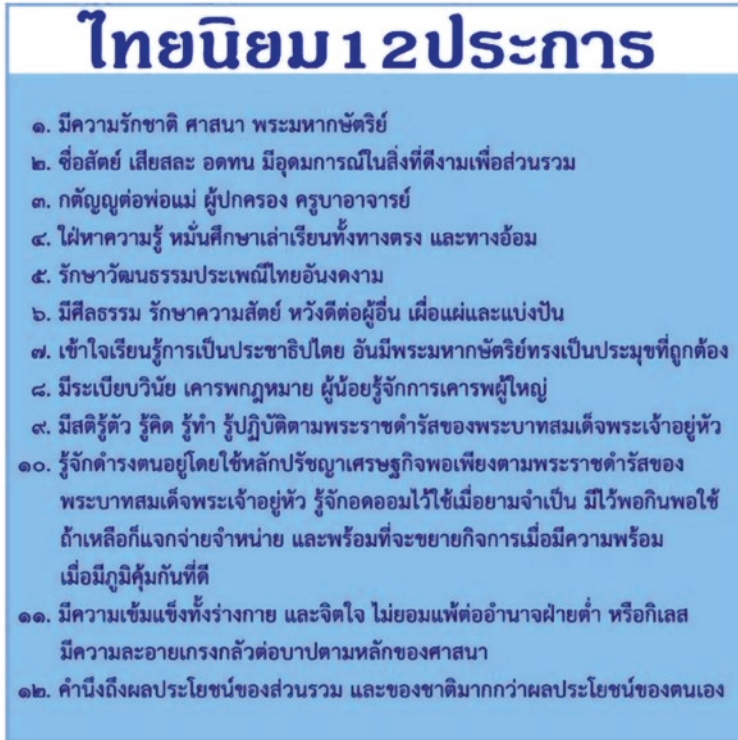 ไทยนิยม12ประการ
๑. มีความรักชาติ ศาสนา พระมหากษัตริย์
๒. ซื่อสัตย์ เสียสละ อดทน มีอุดมการณ์ในสิ่งที่ดีงามเพื่อส่วนรวม
๓. กตัญญูต่อพ่อแม่ ผู้ปกครอง ครูบาอาจารย์
๔. ใฝ่หาความรู้ หมั่นศึกษาเล่าเรียนทั้งทางตรง และทางอ้อม
๕. รักษาวัฒนธรรมประเพณีไทยอันงดงาม
๖. มีศีลธรรม รักษาความสัตย์ หวังดีต่อผู้อื่น เผื่อแผ่และแบ่งปัน
๗. เข้าใจเรียนรู้การเป็นประชาธิปไตย อันมีพระมหากษัตริย์ทรงเป็นประมุขที่ถูกต้อง
๘. มีระเบียบวินัย เคารพกฎหมาย ผู้น้อยรู้จักการเคารพผู้ใหญ่
๙. มีสติรู้ตัว รู้คิด รู้ทำ รู้ปฏิบัติตามพระราชดำรัสของพระบาทสมเด็จพระเจ้าอยู่หัว
๑๐. รู้จักดำรงตนอยู่โดยใช้หลักปรัชญาเศรษฐกิจพอเพียงตามพระราชดำรัสของ
พระบาทสมเด็จพระเจ้าอยู่หัว รู้จักอดออมไว้ใช้เมื่อยามจำเป็น มีไว้พอกินพอใช้
ถ้าเหลือก็แจกจ่ายจำหน่าย และพร้อมที่จะขยายกิจการเมื่อมีความพร้อม
เมื่อมีภูมิคุ้มกันที่ดี
๑๑. มีความเข้มแข็งทั้งร่างกาย และจิตใจ ไม่ยอมแพ้ต่ออำนาจฝ่ายต่ำ หรือกิเลส
มีความละอายเกรงกลัวต่อบาปตามหลักของศาสนา
๑๒. คำนึงถึงผลประโยชน์ของส่วนรวม และของชาติมากกว่าผลประโยชน์ของตนเอง